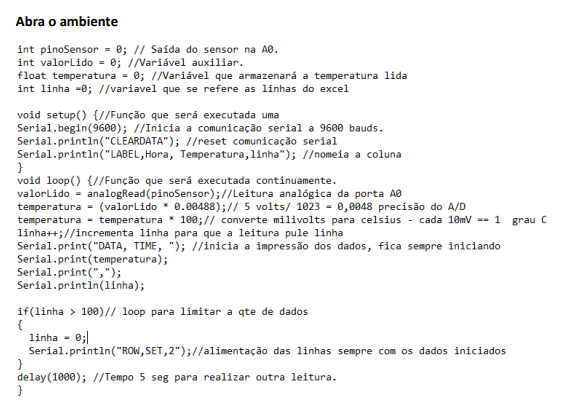 Abra o ambiente
int pinoSensor = 0; // Saída do sensor na A0.
int valorLido = 0; //Variável auxiliar.
float temperatura = 0; //Variável que armazenará a temperatura lida
int linha =0; //variavel que se refere as linhas do excel
void setup() {//Função que será executada uma
Serial.begin(9600); //Inicia a comunicação serial a 9600 bauds.
Serial.println("CLEARDATA"); //reset comunicação serial
Serial.println("LABEL,Hora, Temperatura,linha"); //nomeia a coluna
}
void loop() {//Função que será executada continuamente.
valorLido = analogRead(pinoSensor);//Leitura analógica da porta A0
temperatura = (valorLido * 0.00488);// 5 volts/ 1023 = 0,0048 precisão do A/D
temperatura = temperatura * 100;// converte milivolts para celsius - cada 10mV == 1  grau C
linha++;//incrementa linha para que a leitura pule linha
Serial.print("DATA, TIME, "); //inicia a impressão dos dados, fica sempre iniciando
Serial.print(temperatura);
Serial.print(",");
Serial.println(linha);
if(linha > 100)// loop para limitar a qte de dados
{
linha = 0;
Serial.println("ROW,SET,2");//alimentação das linhas sempre com os dados iniciados
}
delay(1000); //Tempo 5 seg para realizar outra leitura.
}